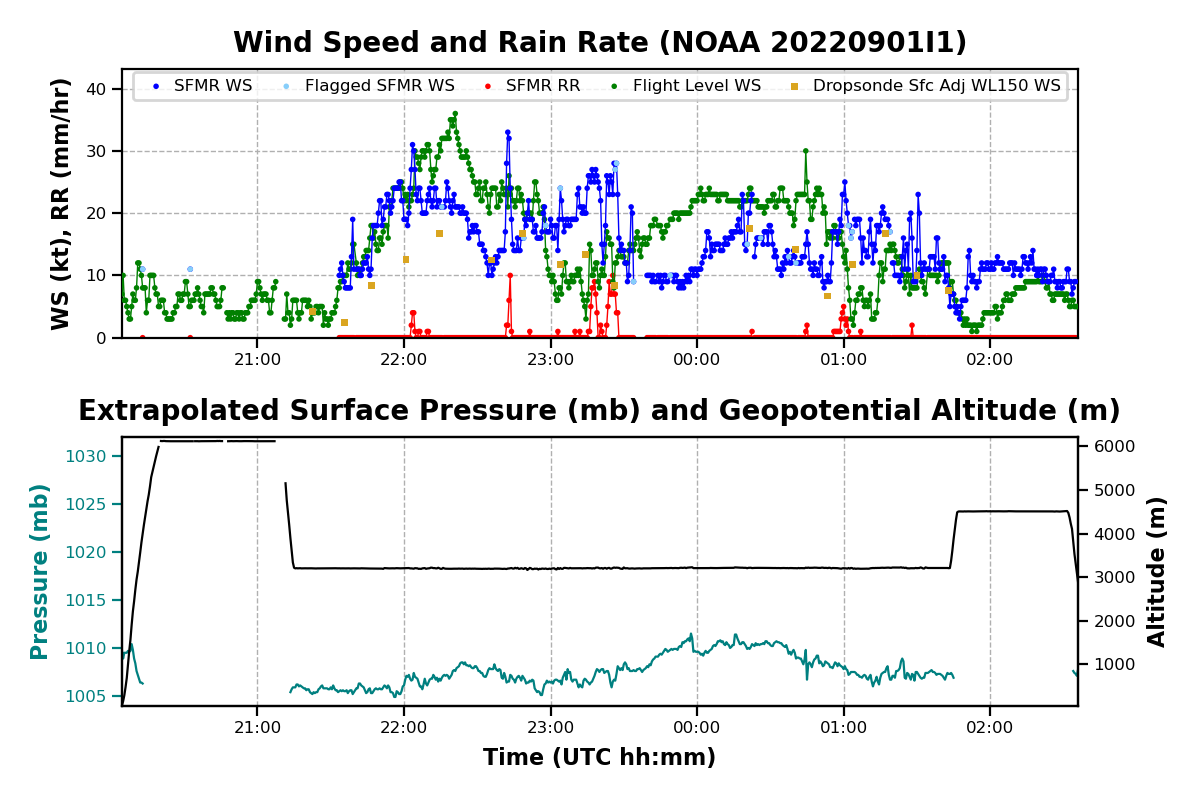 Wind Speed and Rain Rate (NOAA 20220901I1)
SFMR WS Flagged SFMR WS SFMR RR Flight Level WS Dropsonde Sfc Adj WL150 WS
WS (kt), RR (mm/hr)
40
30
20
10
0
21:00 22:00 23:00 00:00 01:00 02:00
Extrapolated Surface Pressure (mb) and Geopotential Altitude (m)
Pressure (mb)
1030
1025
1020
1015
1010
1005
6000
5000
4000
3000
2000
1000
Altitude (m)
21:00 22:00 23:00 00:00 01:00 02:00
Time (UTC hh:mm)